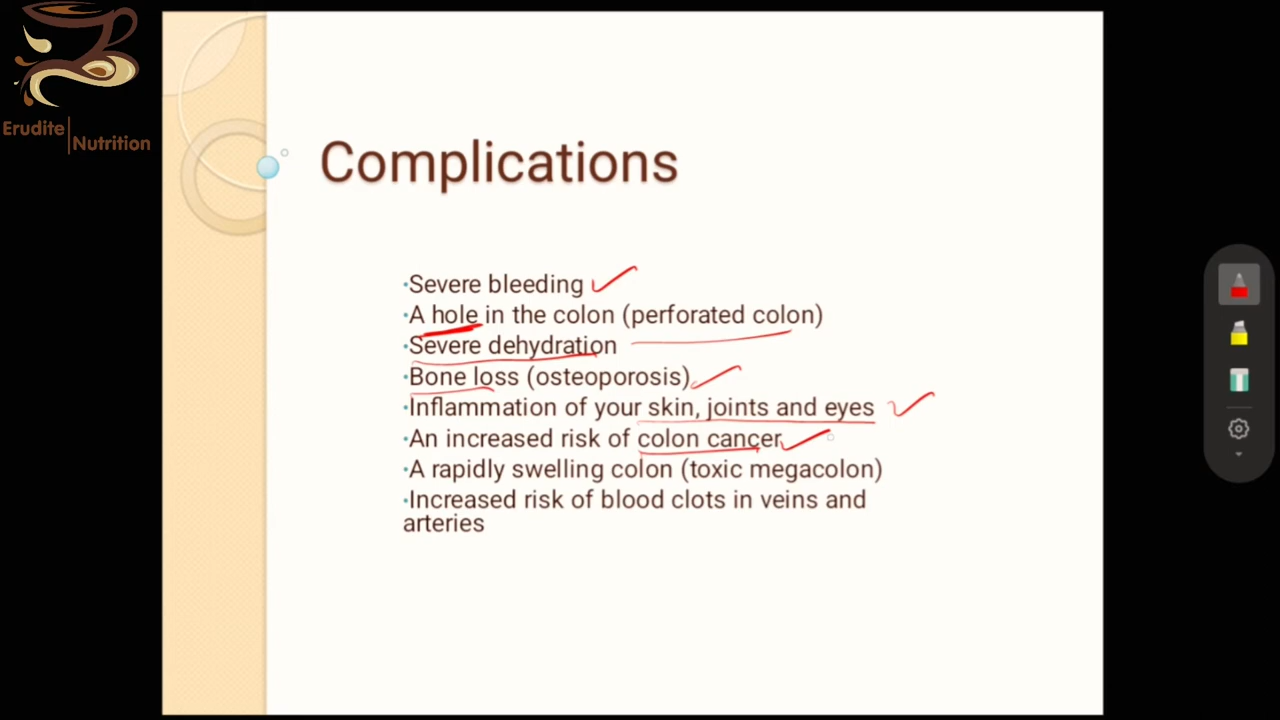 Erudite
Nutrition
Complications
•Severe bleeding
•A hole in the colon (perforated colon)
•Severe dehydration
•Bone loss (osteoporosis)
•Inflammation of your skin, joints and eyes
•An increased risk of colon cancer
•A rapidly swelling colon (toxic megacolon)
•Increased risk of blood clots in veins and
arteries